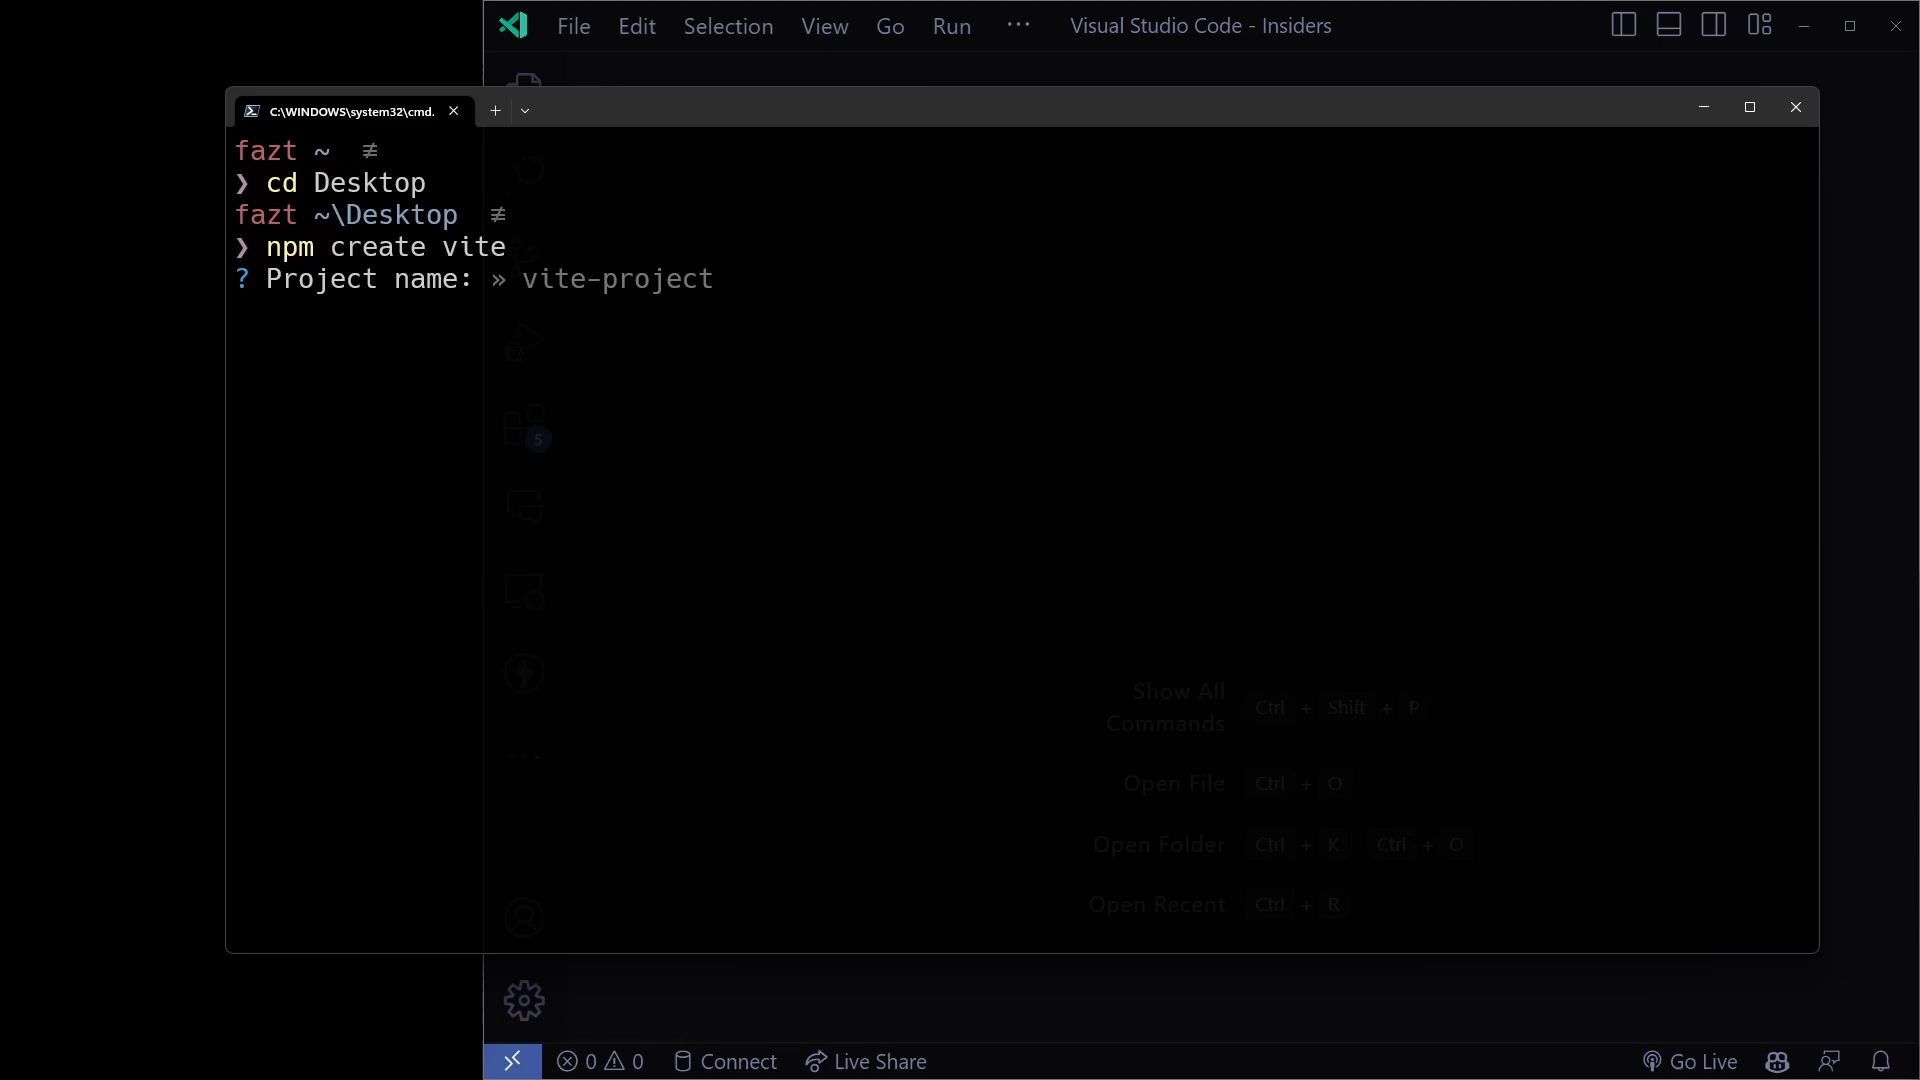 File Edit Selection View Go Run ··· Visual Studio Code - Insiders
C:\WINDOWS\system32\cmd.
fazt ~ ≢
❯ cd Desktop
fazt ~\Desktop ≢
❯ npm create vite
? Project name: » vite-project
5
Show All
Commands
Ctrl + Shift + P
Open File Ctrl + O
Open Folder Ctrl + K Ctrl + O
Open Recent Ctrl + R
0 0 Connect Live Share Go Live